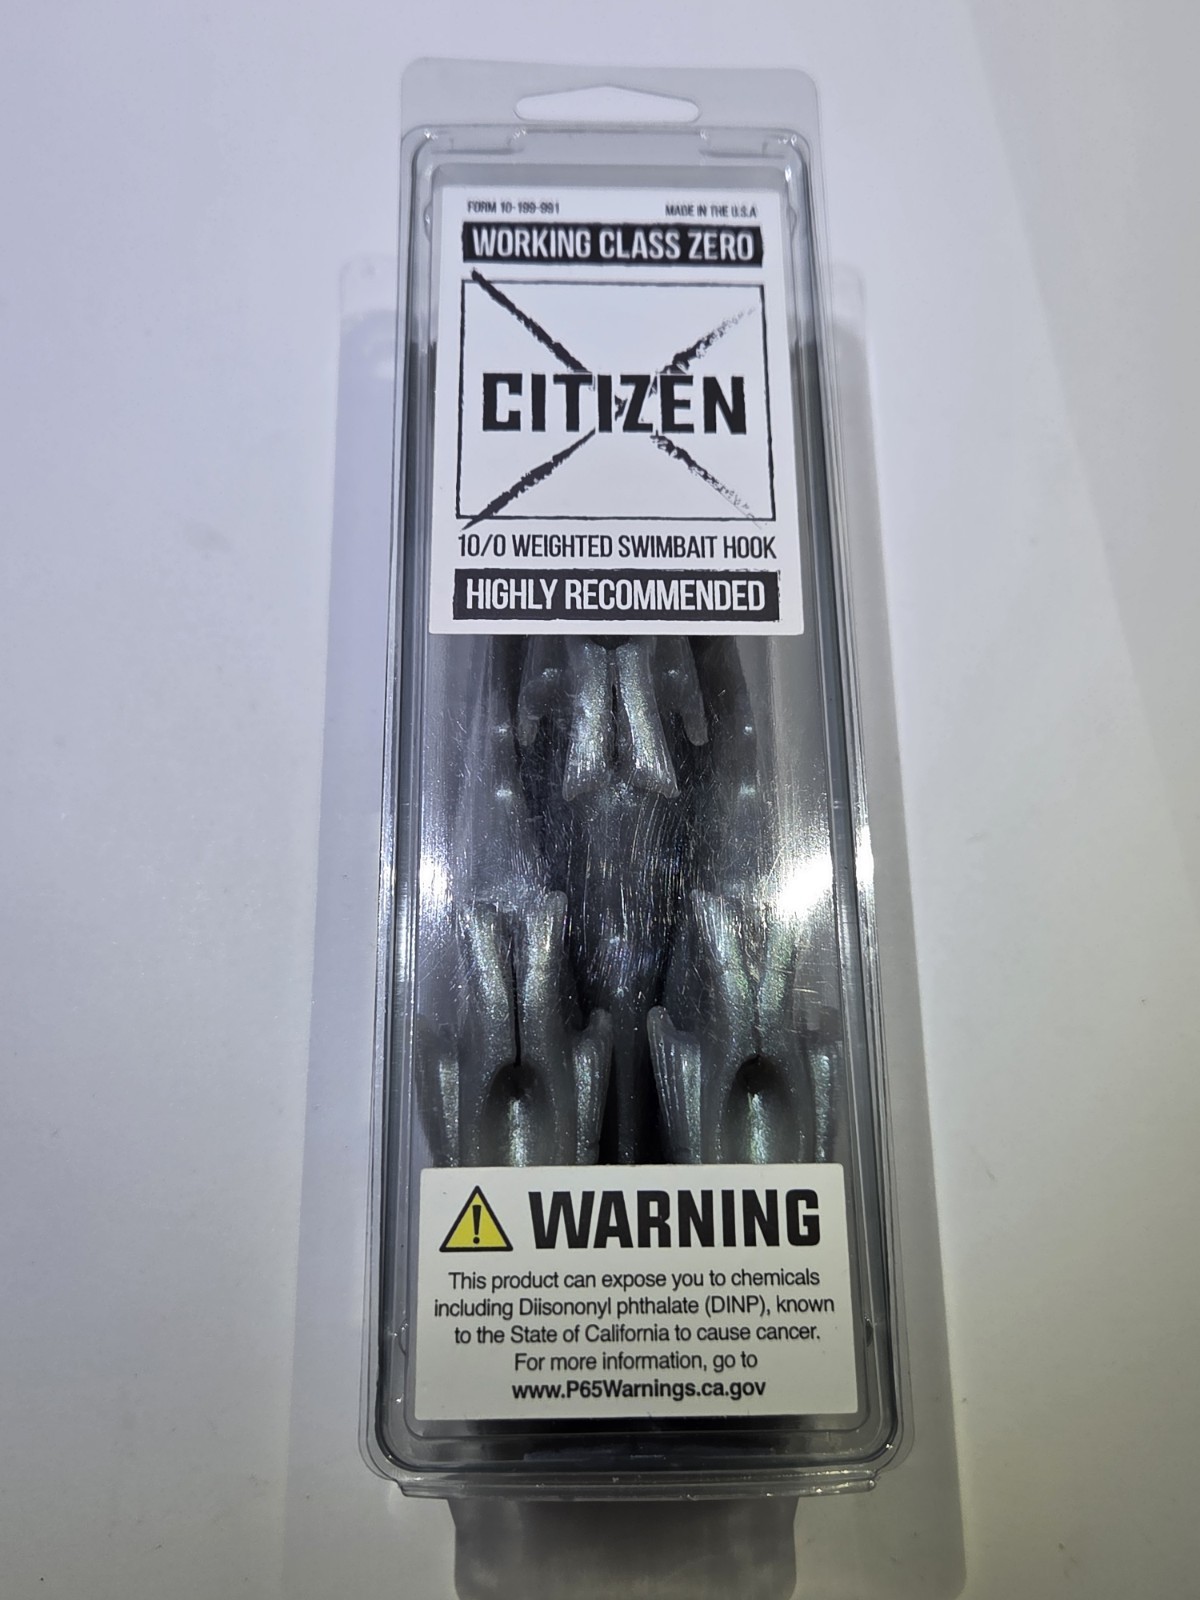 FORM 10-199-991 MADE IN THE U.S.A
WORKING CLASS ZERO
CITIZEN
10/0 WEIGHTED SWIMBAIT HOOK
HIGHLY RECOMMENDED
WARNING
This product can expose you to chemicals
including Diisononyl phthalate (DINP), known
to the State of California to cause cancer.
For more information, go to
www.P65Warnings.ca.gov